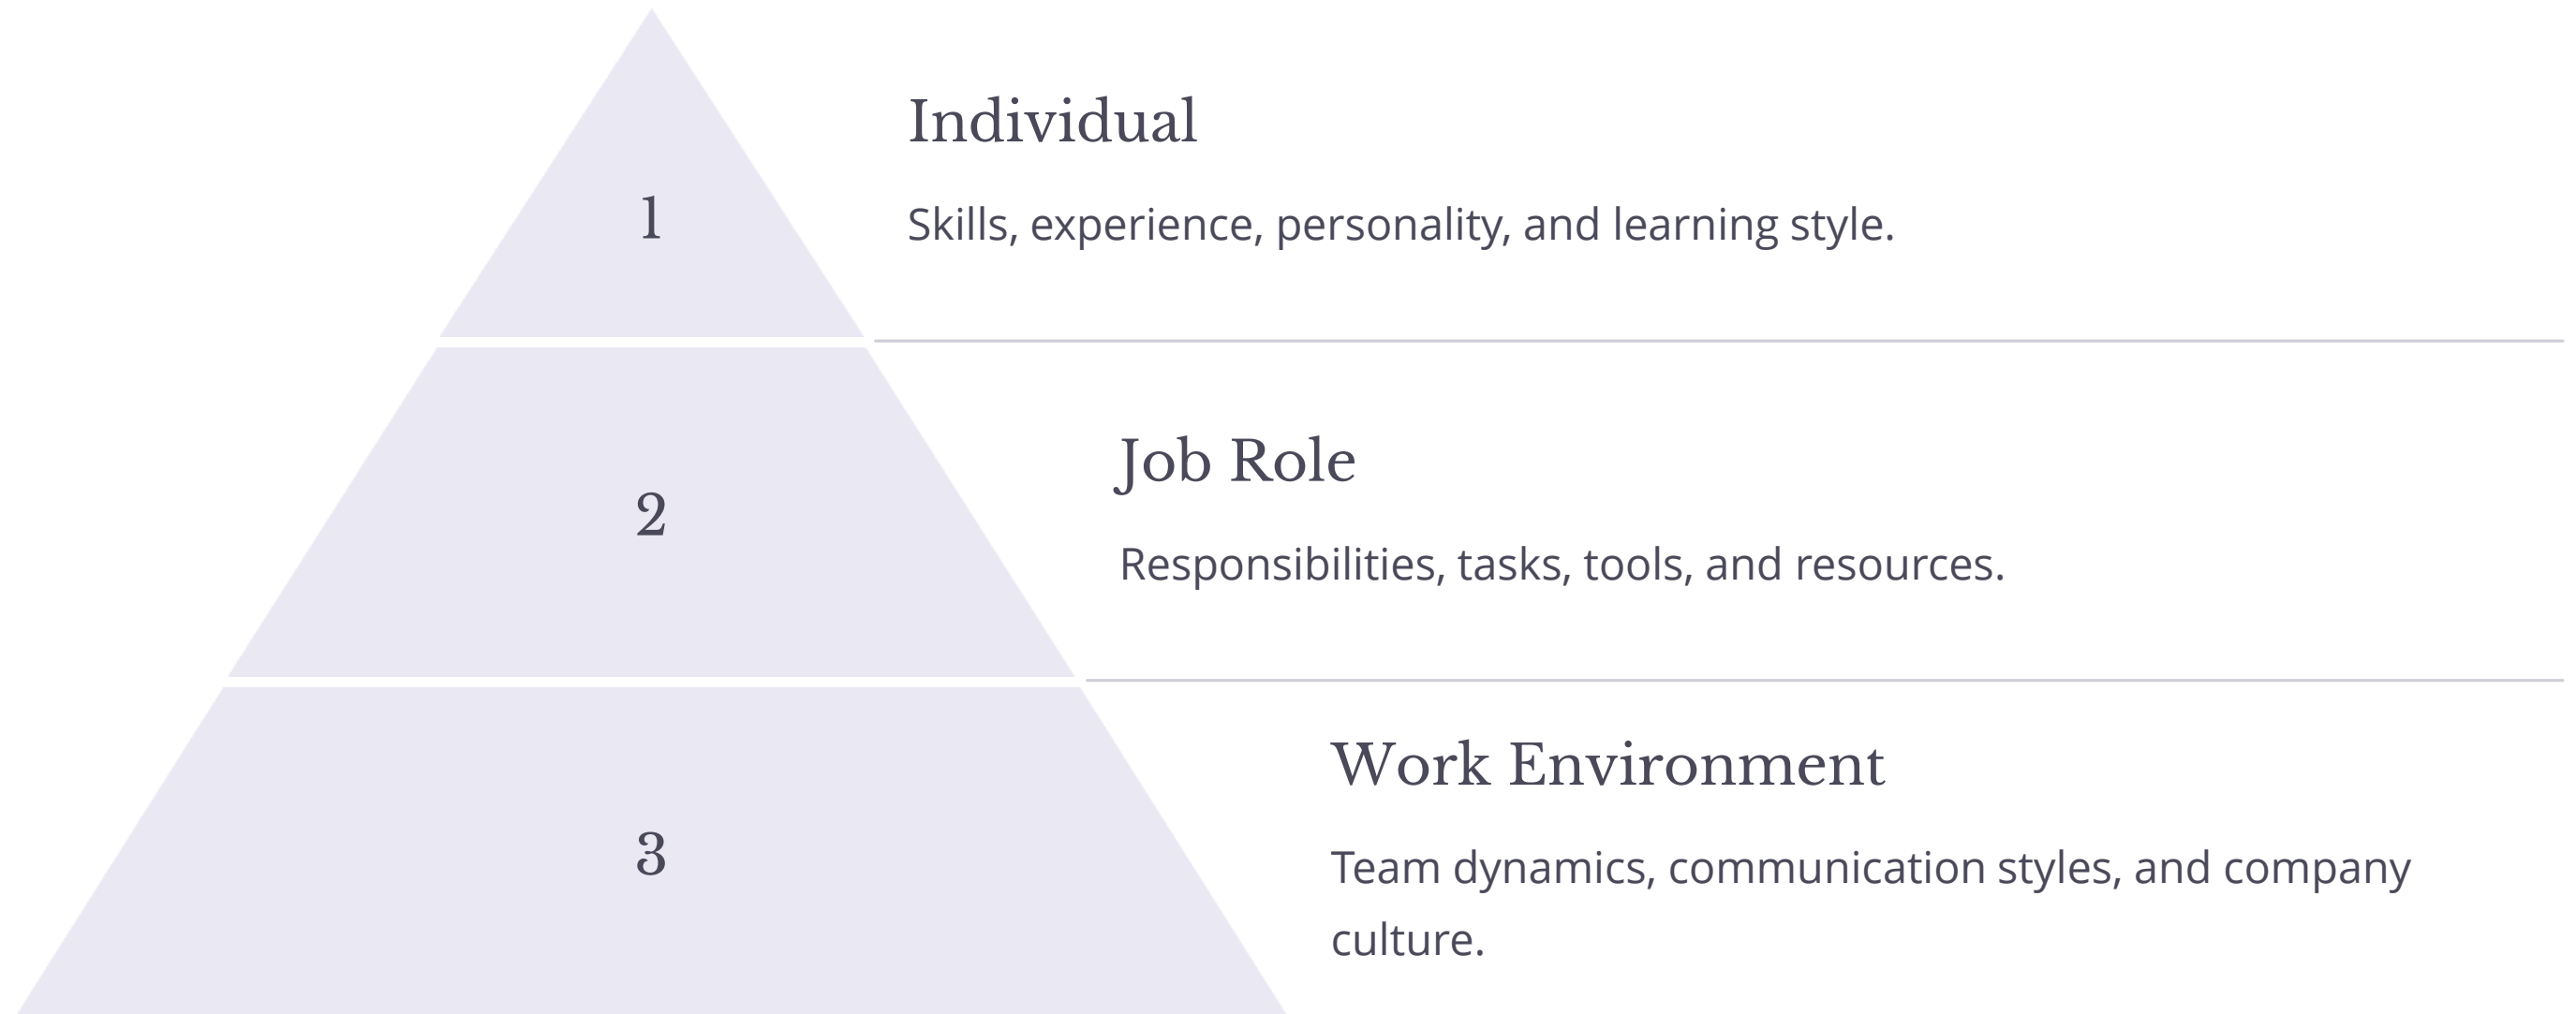 1
Individual
Skills, experience, personality, and learning style.
2
Job Role
Responsibilities, tasks, tools, and resources.
3
Work Environment
Team dynamics, communication styles, and company
culture.